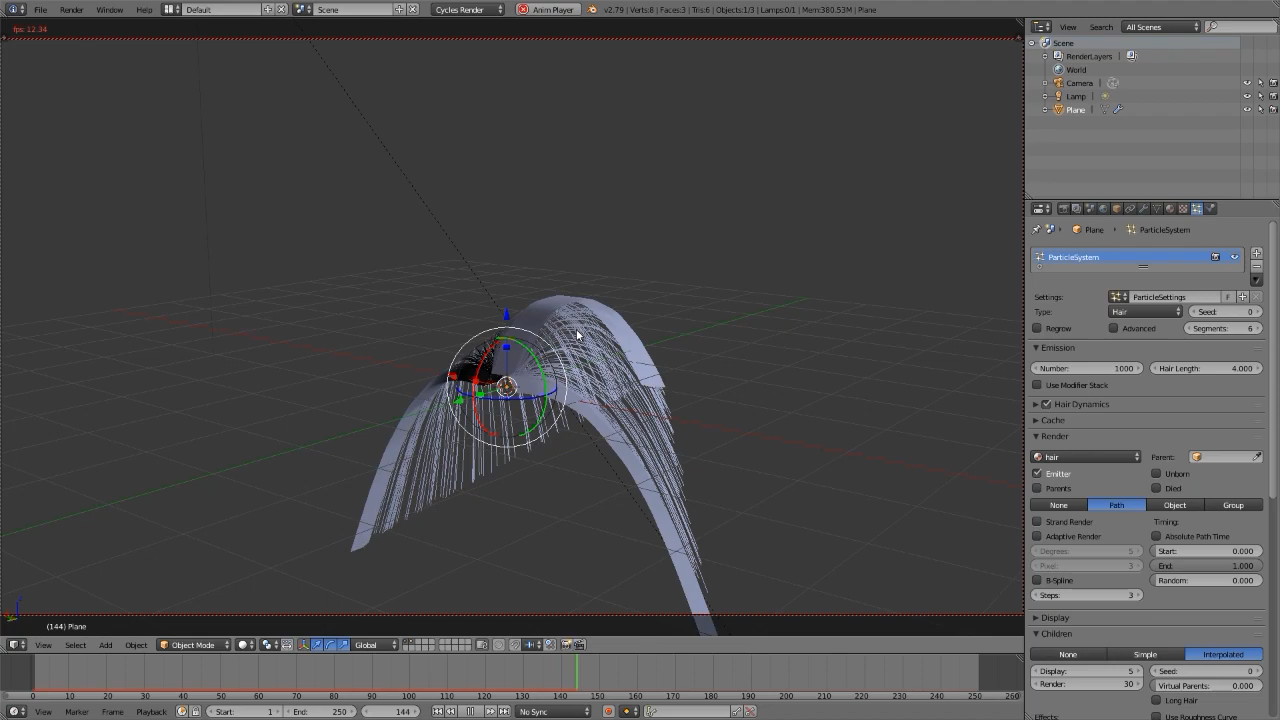 File Render Window Help Default Scene Cycles Render Anim Player v2.79 | Verts:8 | Faces:3 | Tris:6 | Objects:1/3 | Lamps:0/1 | Mem:380.53M | Plane
fps: 12.34
View Search All Scenes
Scene
RenderLayers
World
Camera
Lamp
Plane
Plane ParticleSystem
ParticleSystem
Settings: ParticleSettings F
Type: Hair Seed: 0
Regrow Advanced Segments: 6
Emission
Number: 1000 Hair Length: 4.000
Use Modifier Stack
Hair Dynamics
Cache
Render
hair Parent:
Emitter Unborn
Parents Died
None Path Object Group
Strand Render Timing:
Adaptive Render Absolute Path Time
Degrees: 5 Start: 0.000
Pixel: 3 End: 1.000
B-Spline Random: 0.000
Steps: 3
Display
Children
None Simple Interpolated
Display: 5 Seed: 0
Render: 30 Virtual Parents: 0.000
Long Hair
Effects: Use Roughness Curve
(144) Plane
View Select Add Object Object Mode Global
0 10 20 30 40 50 60 70 80 90 100 110 120 130 140 150 160 170 180 190 200 210 220 230 240 250 260
View Marker Frame Playback Start: 1 End: 250 144 No Sync